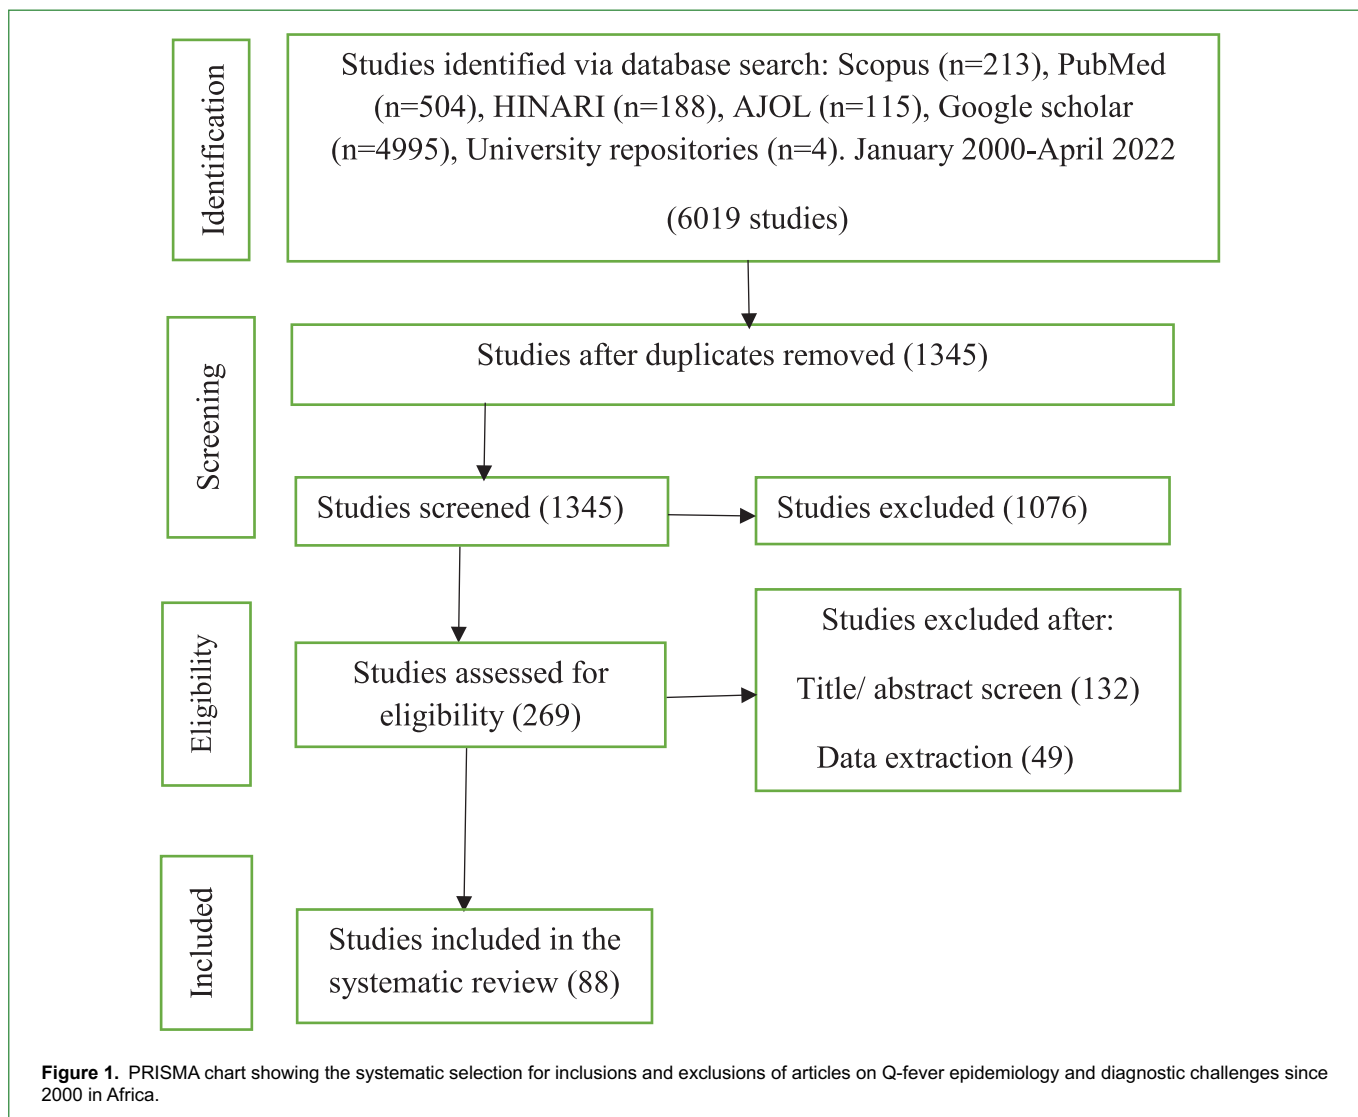 Identification
Studies identified via database search: Scopus (n=213), PubMed
(n=504), HINARI (n=188), AJOL (n=115), Google scholar
(n=4995), University repositories (n=4). January 2000-April 2022
(6019 studies)
Screening
Studies after duplicates removed (1345)
Studies screened (1345)
Studies excluded (1076)
Eligibility
Studies assessed for
eligibility (269)
Studies excluded after:
Title/ abstract screen (132)
Data extraction (49)
Included
Studies included in the
systematic review (88)
Figure 1. PRISMA chart showing the systematic selection for inclusions and exclusions of articles on Q-fever epidemiology and diagnostic challenges since
2000 in Africa.